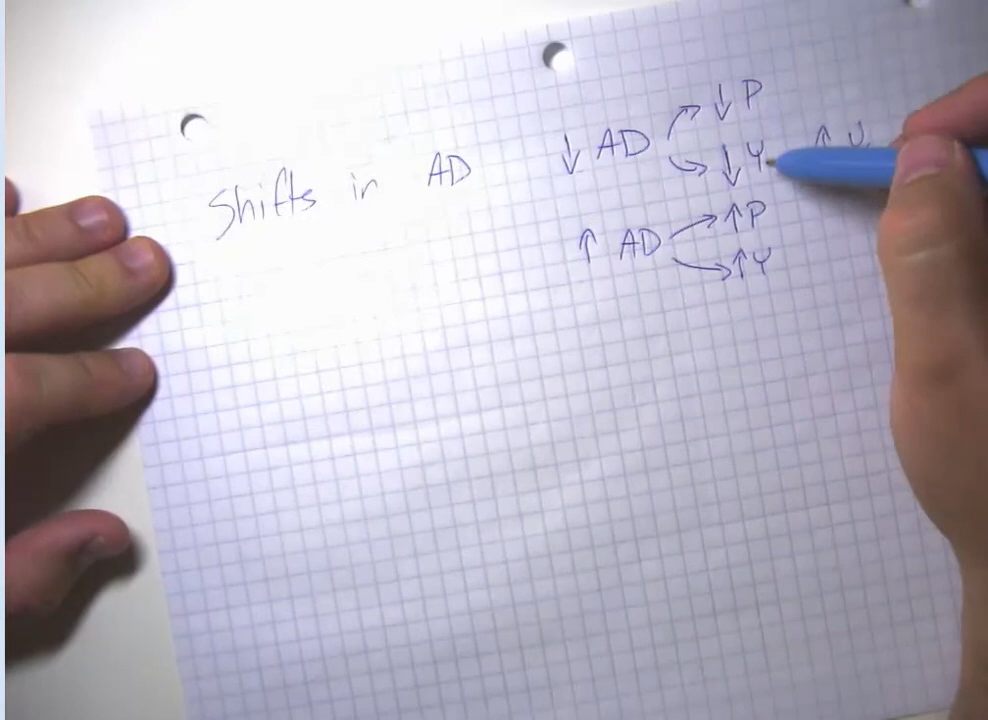 Shifts in AD
↓ AD ↗ ↓ P
↘ ↓ Y ↑ U
↑ AD ↗ ↑ P
↘ ↑ Y